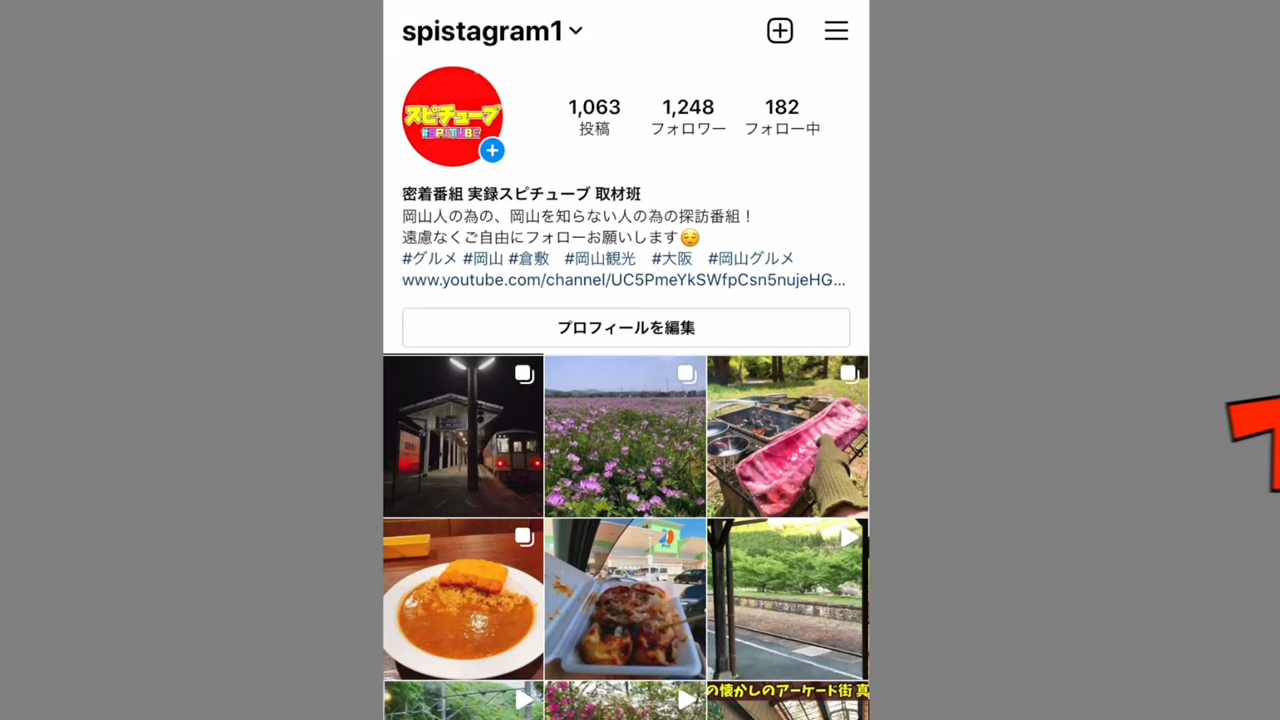 spistagram1
スピチューブ
#SPITUBE
1,063
投稿
1,248
フォロワー
182
フォロー中
密着番組 実録スピチューブ 取材班
岡山人の為の、岡山を知らない人の為の探訪番組！
遠慮なくご自由にフォローお願いします😌
#グルメ #岡山 #倉敷　#岡山観光　#大阪　#岡山グルメ
www.youtube.com/channel/UC5PmeYkSWfpCsn5nujeHG...
プロフィールを編集
の懐かしのアーケード街 真